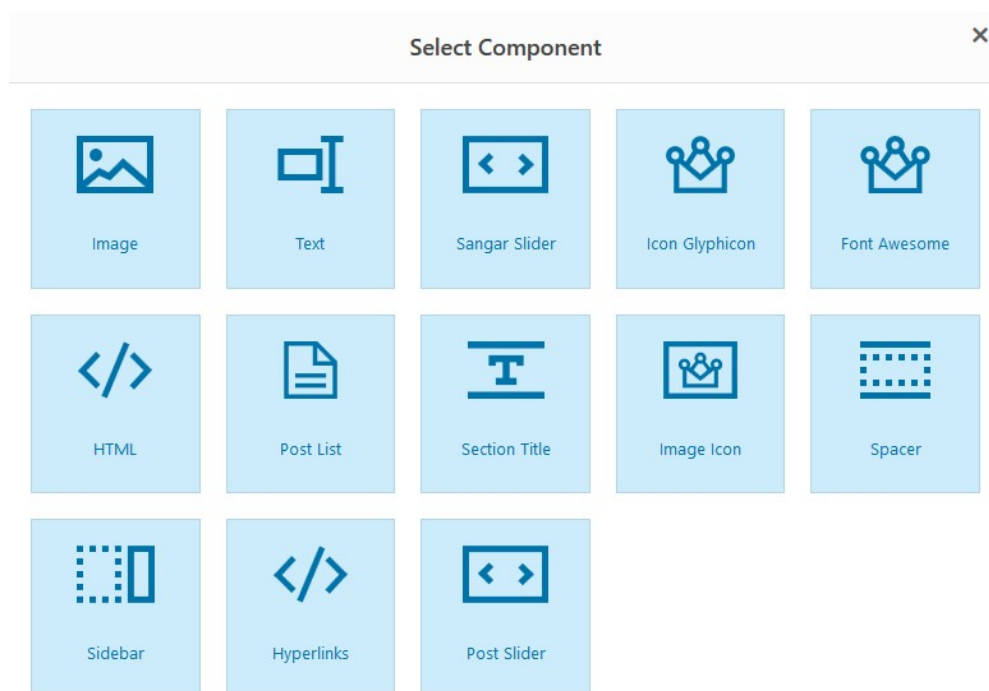 Select Component
×
Image
Text
Sangar Slider
Icon Glyphicon
Font Awesome
HTML
Post List
Section Title
Image Icon
Spacer
Sidebar
Hyperlinks
Post Slider